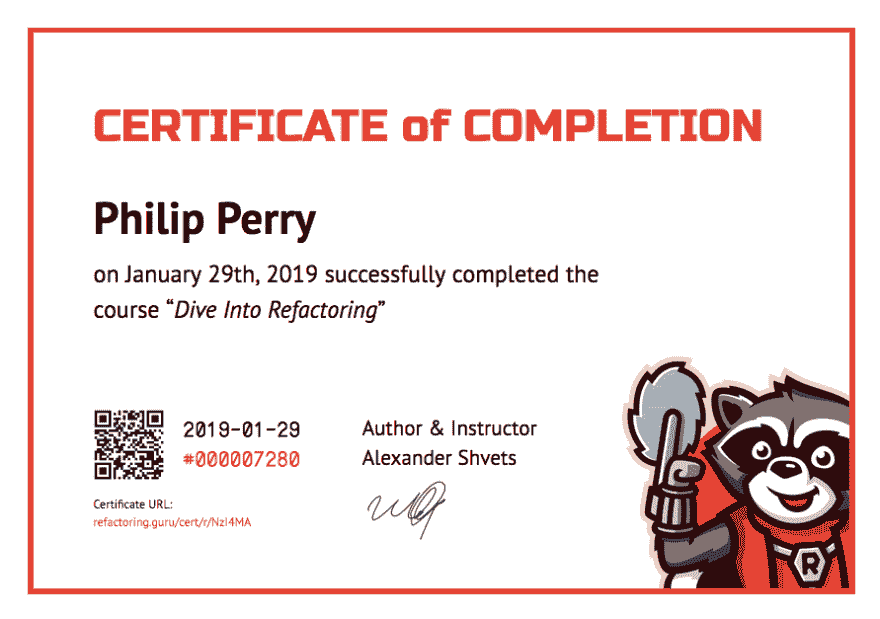 CERTIFICATE of COMPLETION
Philip Perry
on January 29th, 2019 successfully completed the
course “Dive Into Refactoring”
2019-01-29
#000007280
Author & Instructor
Alexander Shvets
Certificate URL:
refactoring.guru/cert/r/NzI4MA
R